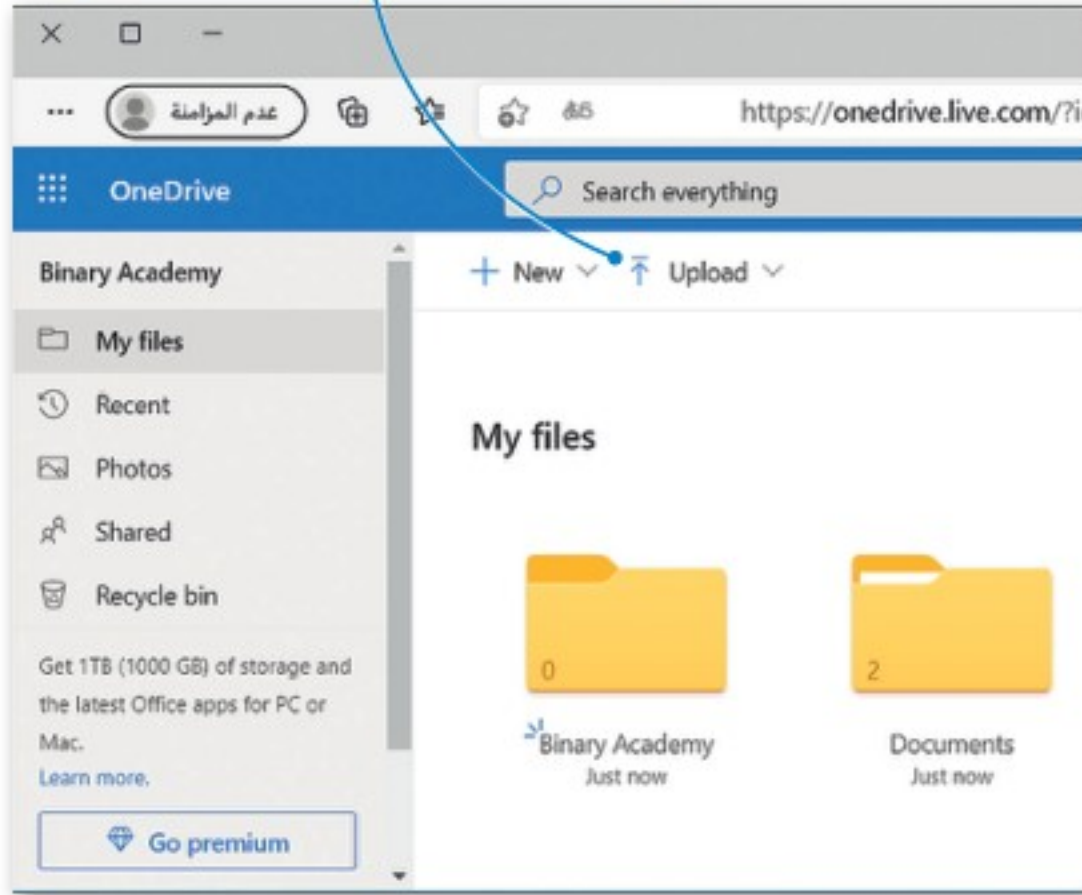 عدم المزامنة
https://onedrive.live.com/?i
OneDrive
Search everything
Binary Academy
New
Upload
My files
Recent
Photos
Shared
Recycle bin
Get 1TB (1000 GB) of storage and
the latest Office apps for PC or
Mac.
Learn more.
Go premium
My files
0
2
Binary Academy
Just now
Documents
Just now